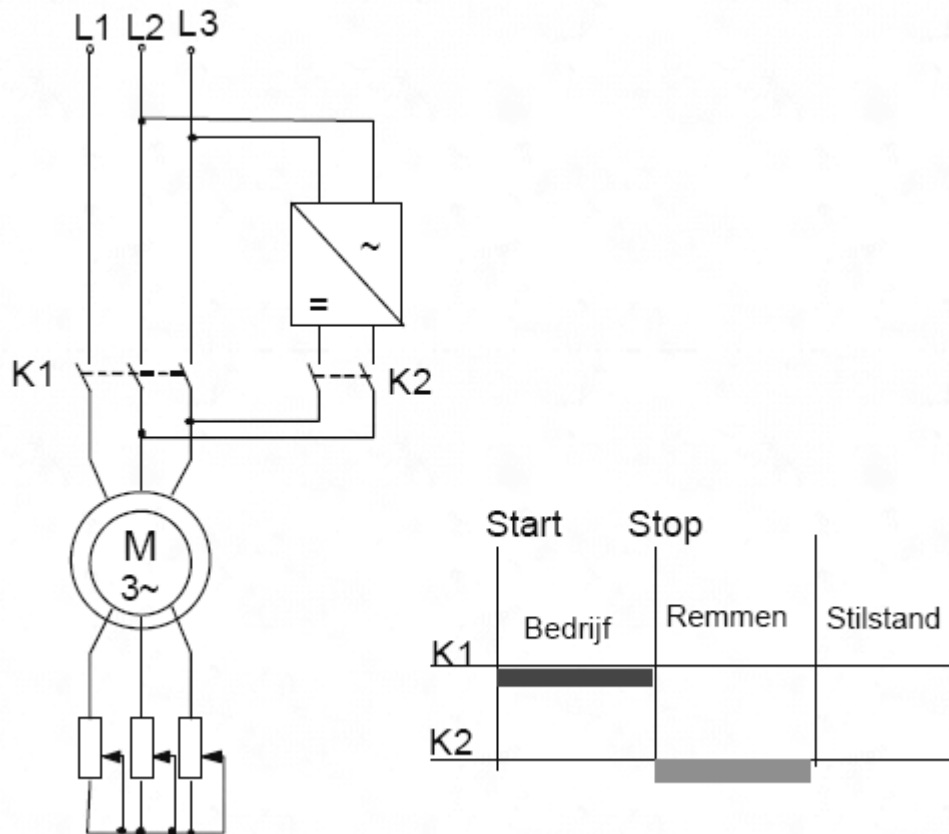 L1 L2 L3
~
=
K1
K2
M
3~
Start Stop
Bedrijf Remmen Stilstand
K1
K2